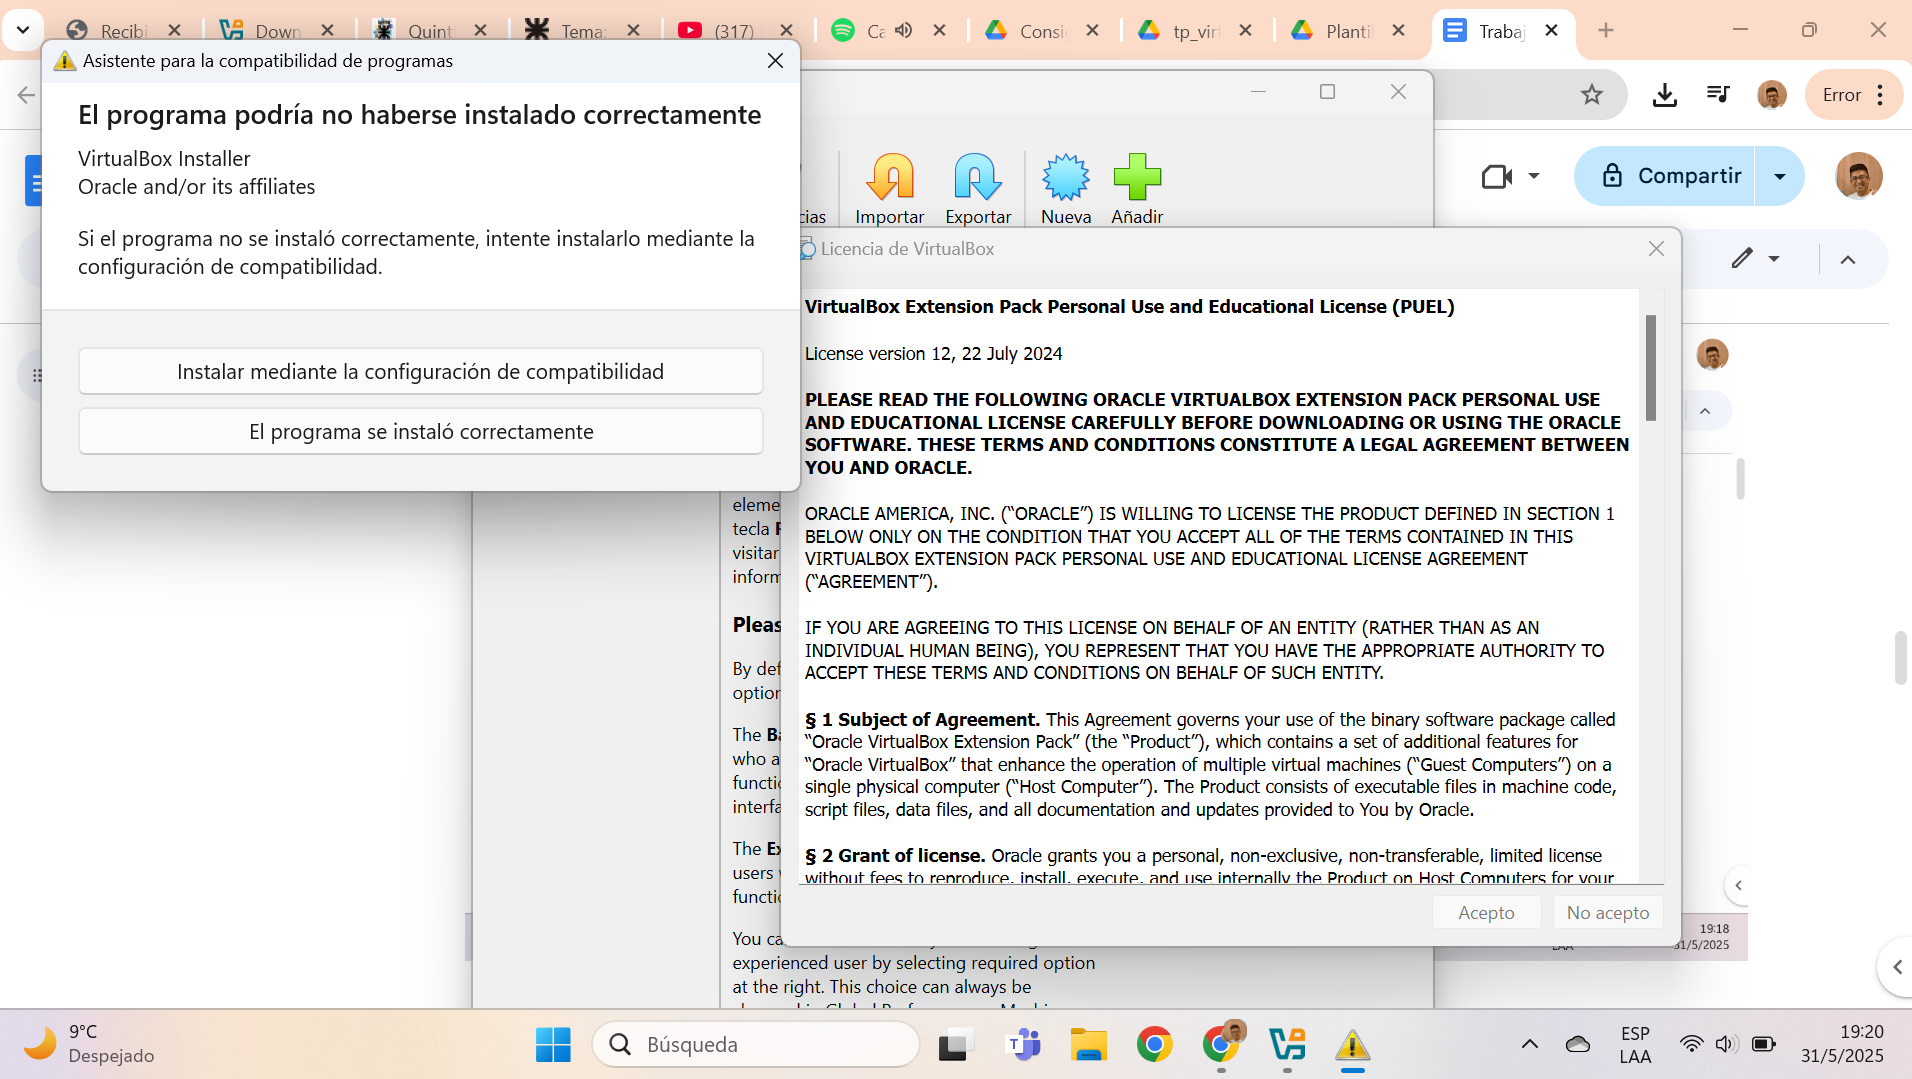 Recibi
Down
Quint
Tema:
(317)
Ca
Consi
tp_virt
Plantil
Trabaj
Asistente para la compatibilidad de programas
El programa podría no haberse instalado correctamente
VirtualBox Installer
Oracle and/or its affiliates
Si el programa no se instaló correctamente, intente instalarlo mediante la
configuración de compatibilidad.
Instalar mediante la configuración de compatibilidad
El programa se instaló correctamente
Error
Compartir
cias
Importar
Exportar
Nueva
Añadir
Licencia de VirtualBox
VirtualBox Extension Pack Personal Use and Educational License (PUEL)
License version 12, 22 July 2024
PLEASE READ THE FOLLOWING ORACLE VIRTUALBOX EXTENSION PACK PERSONAL USE
AND EDUCATIONAL LICENSE CAREFULLY BEFORE DOWNLOADING OR USING THE ORACLE
SOFTWARE. THESE TERMS AND CONDITIONS CONSTITUTE A LEGAL AGREEMENT BETWEEN
YOU AND ORACLE.
ORACLE AMERICA, INC. (“ORACLE”) IS WILLING TO LICENSE THE PRODUCT DEFINED IN SECTION 1
BELOW ONLY ON THE CONDITION THAT YOU ACCEPT ALL OF THE TERMS CONTAINED IN THIS
VIRTUALBOX EXTENSION PACK PERSONAL USE AND EDUCATIONAL LICENSE AGREEMENT
(“AGREEMENT”).
IF YOU ARE AGREEING TO THIS LICENSE ON BEHALF OF AN ENTITY (RATHER THAN AS AN
INDIVIDUAL HUMAN BEING), YOU REPRESENT THAT YOU HAVE THE APPROPRIATE AUTHORITY TO
ACCEPT THESE TERMS AND CONDITIONS ON BEHALF OF SUCH ENTITY.
§ 1 Subject of Agreement. This Agreement governs your use of the binary software package called
“Oracle VirtualBox Extension Pack” (the “Product”), which contains a set of additional features for
“Oracle VirtualBox” that enhance the operation of multiple virtual machines (“Guest Computers”) on a
single physical computer (“Host Computer”). The Product consists of executable files in machine code,
script files, data files, and all documentation and updates provided to You by Oracle.
§ 2 Grant of license. Oracle grants you a personal, non-exclusive, non-transferable, limited license
without fees to reproduce, install, execute, and use internally the Product on Host Computers for your
Acepto
No acepto
eleme
tecla
visitar
inform
Pleas
By def
option
The Ba
who a
functio
interfa
The Ex
users
functio
You ca
experienced user by selecting required option
at the right. This choice can always be
19:18
31/5/2025
9°C
Despejado
Búsqueda
ESP
LAA
19:20
31/5/2025